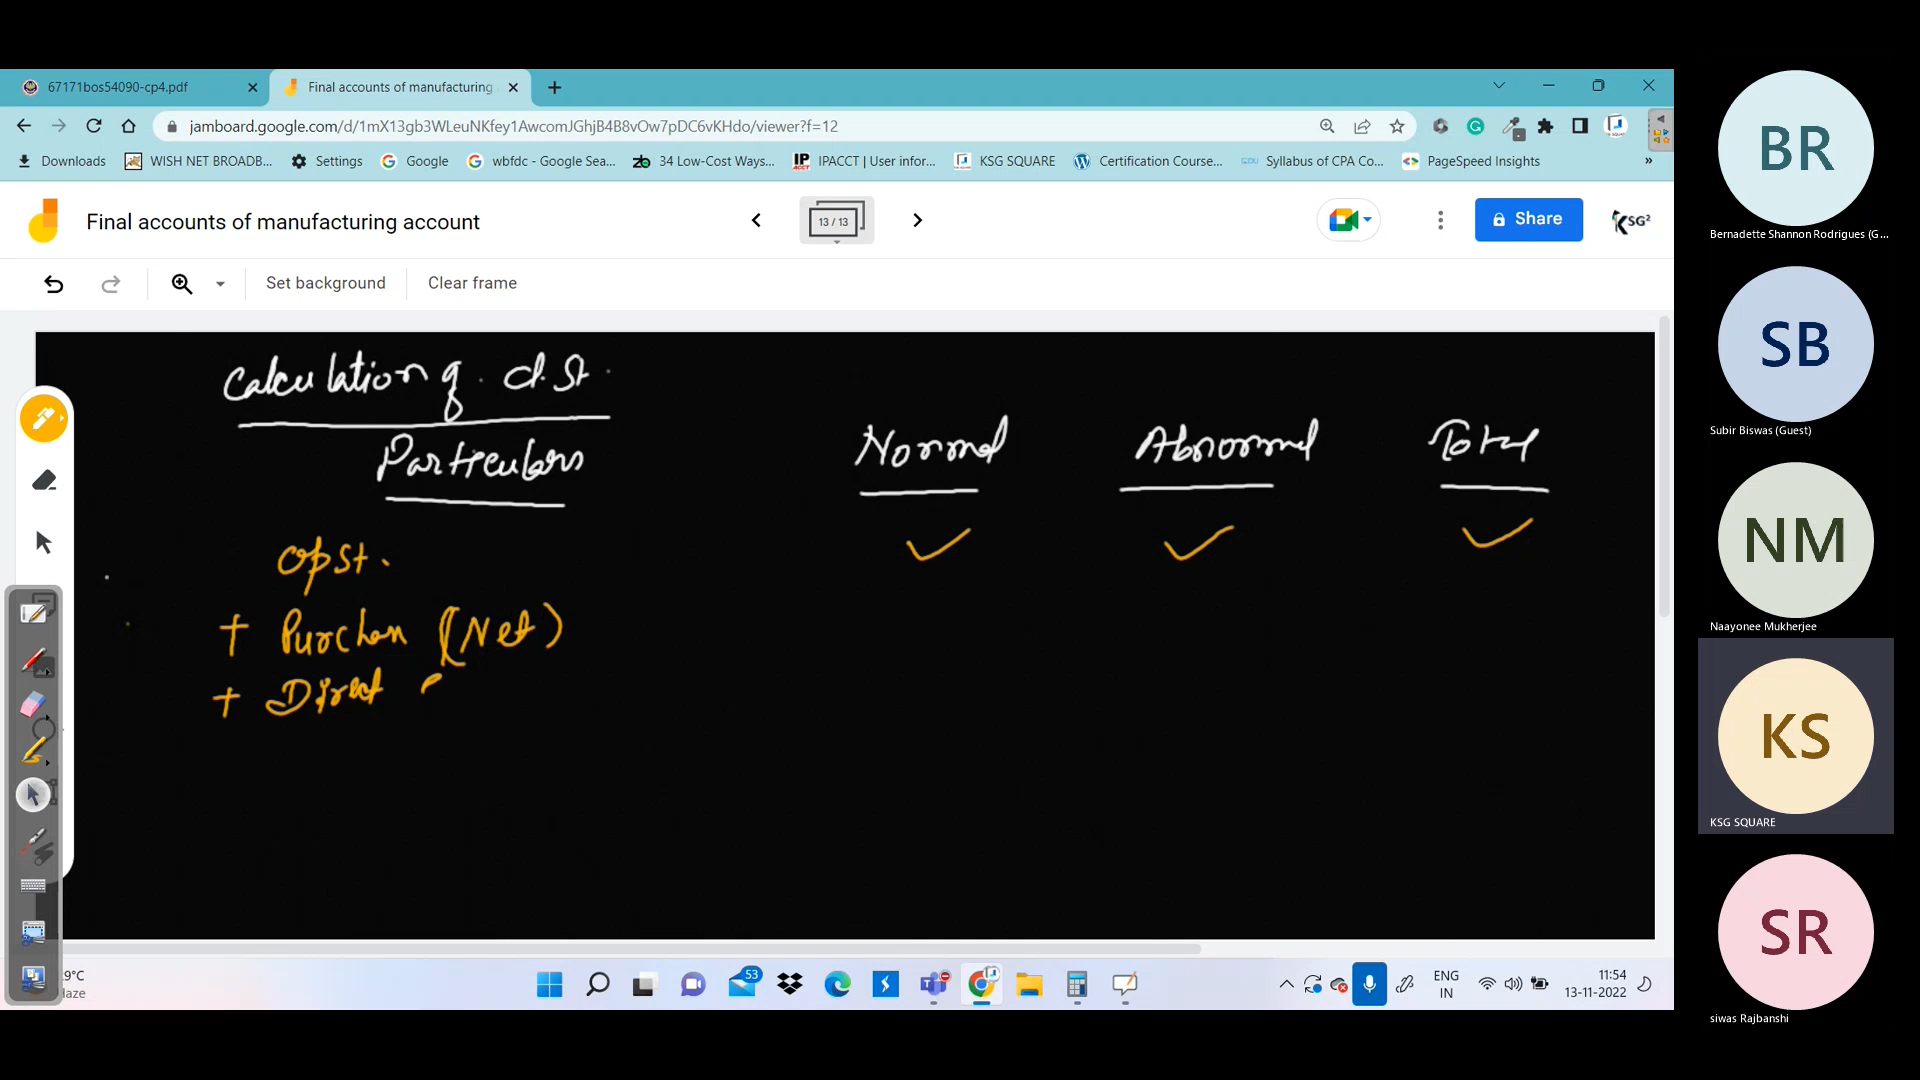 67171bos54090-cp4.pdf
Final accounts of manufacturing
jamboard.google.com/d/1mX13gb3WLeuNKfey1AwcomJGhjB4B8vOw7pDC6vKHdo/viewer?f=12
Downloads WISH NET BROADB... Settings Google wbfdc - Google Sea... 34 Low-Cost Ways... IPACCT | User infor... KSG SQUARE Certification Course... Syllabus of CPA Co... PageSpeed Insights »
Final accounts of manufacturing account
13 / 13
Share
KSG²
Set background Clear frame
Calculation of cl. St.
Particulars Normal Abnormal Total
op St.
+ Purchase (Net)
+ Direct
9°C
Haze
53
ENG
IN
11:54
13-11-2022
BR
Bernadette Shannon Rodrigues (G...
SB
Subir Biswas (Guest)
NM
Naayonee Mukherjee
KS
KSG SQUARE
SR
siwas Rajbanshi